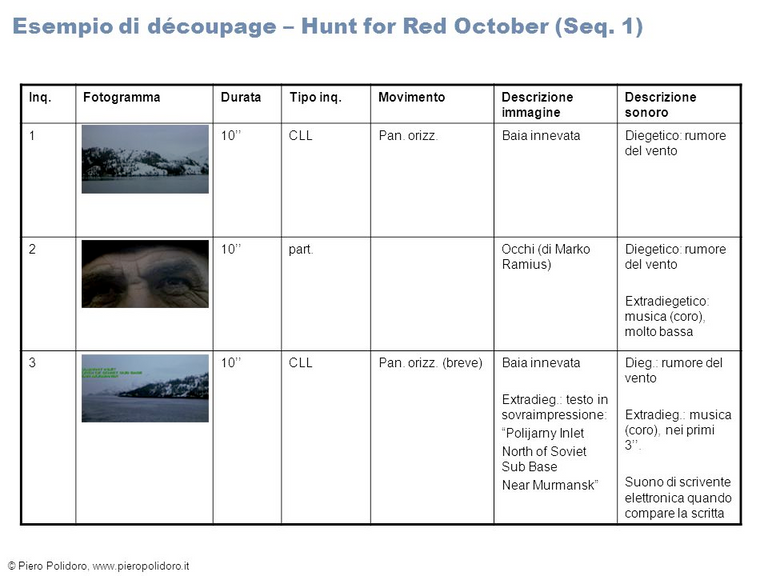 Esempio di découpage – Hunt for Red October (Seq. 1)
Inq. Fotogramma Durata Tipo inq. Movimento Descrizione immagine Descrizione sonoro
1 10’’ CLL Pan. orizz. Baia innevata Diegetico: rumore del vento
2 10’’ part. Occhi (di Marko Ramius) Diegetico: rumore del vento
Extradiegetico: musica (coro), molto bassa
3 10’’ CLL Pan. orizz. (breve) Baia innevata
Extradieg.: testo in sovraimpressione:
“Polijarny Inlet
North of Soviet Sub Base
Near Murmansk”
Dieg.: rumore del vento
Extradieg.: musica (coro), nei primi 3’’.
Suono di scrivente elettronica quando compare la scritta
© Piero Polidoro, www.pieropolidoro.it